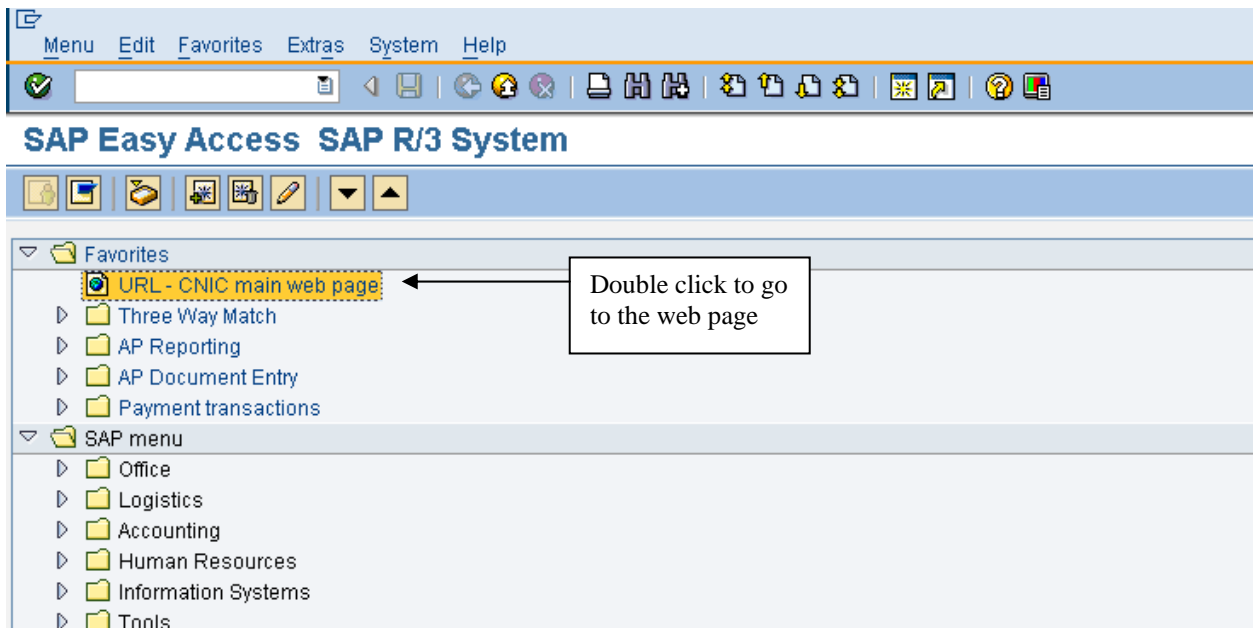 Menu Edit Favorites Extras System Help
SAP Easy Access SAP R/3 System
Favorites
URL - CNIC main web page
Double click to go
to the web page
Three Way Match
AP Reporting
AP Document Entry
Payment transactions
SAP menu
Office
Logistics
Accounting
Human Resources
Information Systems
Tools